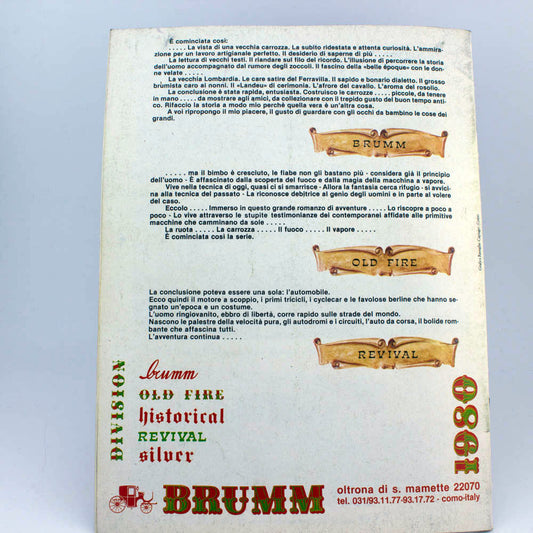 È cominciata così:
. . . . . La vista di una vecchia carrozza. La subito ridestata e attenta curiosità. L'ammira-
zione per un lavoro artigianale perfetto. Il desiderio di saperne di più . . . . .
La lettura di vecchi testi. Il riandare sul filo del ricordo. L'illusione di percorrere la storia
dell'uomo accompagnato dal rumore degli zoccoli. Il fascino della «belle époque» con le don-
ne velate . . . . .
La vecchia Lombardia. Le care satire del Ferravilla. Il sapido e bonario dialetto. Il grosso
brùmista caro ai nonni. Il «Landeu» di cerimonia. L'afrore del cavallo. L'aroma del rosolio.
La conclusione è stata rapida, entusiasta. Costruisco le carrozze . . . . . piccole, da tenere
in mano . . . . . da mostrare agli amici, da collezionare con il trepido gusto del buon tempo anti-
co. Rifaccio la storia a modo mio perchè quella vera è un'altra cosa.
A voi ripropongo il mio piacere, il gusto di guardare con gli occhi da bambino le cose dei
grandi.
BRUMM
. . . . . ma il bimbo è cresciuto, le fiabe non gli bastano più - considera già il principio
dell'uomo - È affascinato dalla scoperta del fuoco e dalla magia della macchina a vapore.
Vive nella tecnica di oggi, quasi ci si smarrisce - Allora la fantasia cerca rifugio - si avvici-
na alla tecnica del passato - La riconosce debitrice al genio degli uomini e in parte al volere
del caso.
Eccolo . . . . . Immerso in questo grande romanzo di avventure . . . . . Lo riscopre a poco a
poco - Lo vive attraverso le stupite testimonianze dei contemporanei affidate alle primitive
macchine che camminano da sole . . . . .
La ruota . . . . . La carrozza . . . . . Il fuoco . . . . . Il vapore . . . . .
È cominciata così la serie.
OLD FIRE
La conclusione poteva essere una sola: l'automobile.
Ecco quindi il motore a scoppio, i primi tricicli, i cyclecar e le favolose berline che hanno se-
gnato un'epoca e un costume.
L'uomo ringiovanito, ebbro di libertà, corre rapido sulle strade del mondo.
Nascono le palestre della velocità pura, gli autodromi e i circuiti, l'auto da corsa, il bolide rom-
bante che affascina tutti.
L'avventura continua . . . . .
REVIVAL
DIVISION
brumm
OLD FIRE
historical
REVIVAL
silver
1980
BRUMM
oltrona di s. mamette 22070
tel. 031/93.11.77-93.17.72 - como-italy